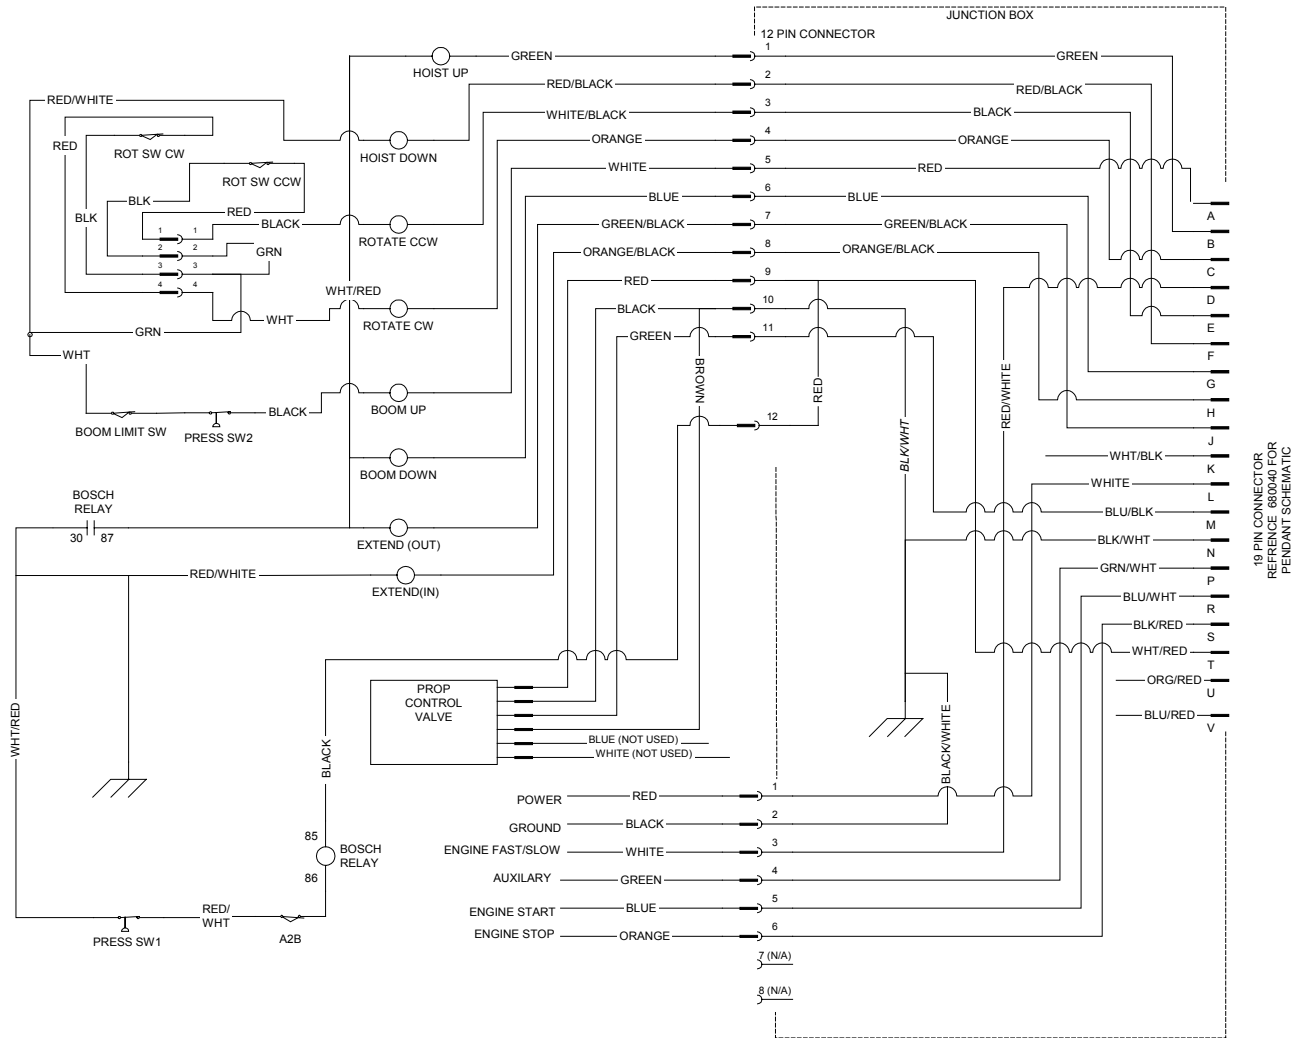 JUNCTION BOX
12 PIN CONNECTOR
1
HOIST UP
GREEN
GREEN
2
RED/BLACK
RED/BLACK
RED/WHITE
3
WHITE/BLACK
BLACK
4
ORANGE
ORANGE
RED
ROT SW CW
HOIST DOWN
5
WHITE
RED
ROT SW CCW
6
BLUE
BLUE
BLK
BLK
RED
7
GREEN/BLACK
GREEN/BLACK
BLACK
ROTATE CCW
1 1
2 2
3 3
4 4
GRN
8
ORANGE/BLACK
ORANGE/BLACK
9
RED
WHT/RED
10
BLACK
WHT
ROTATE CW
11
GREEN
GRN
WHT
BROWN
RED
RED/WHITE
BLACK
BOOM UP
12
BOOM LIMIT SW
PRESS SW2
BLK/WHT
BOOM DOWN
BOSCH
RELAY
30 87
EXTEND (OUT)
RED/WHITE
EXTEND(IN)
A
B
C
D
E
F
G
H
J
WHT/BLK
K
WHITE
L
BLU/BLK
M
BLK/WHT
N
GRN/WHT
P
BLU/WHT
R
BLK/RED
S
WHT/RED
T
ORG/RED
U
BLU/RED
V
19 PIN CONNECTOR
REFRENCE 680040 FOR
PENDANT SCHEMATIC
PROP
CONTROL
VALVE
BLUE (NOT USED)
WHITE (NOT USED)
WHT/RED
BLACK
BLACK/WHITE
POWER
RED
1
GROUND
BLACK
2
ENGINE FAST/SLOW
WHITE
3
AUXILARY
GREEN
4
ENGINE START
BLUE
5
ENGINE STOP
ORANGE
6
7 (N/A)
8 (N/A)
85
BOSCH
RELAY
86
RED/
WHT
PRESS SW1
A2B